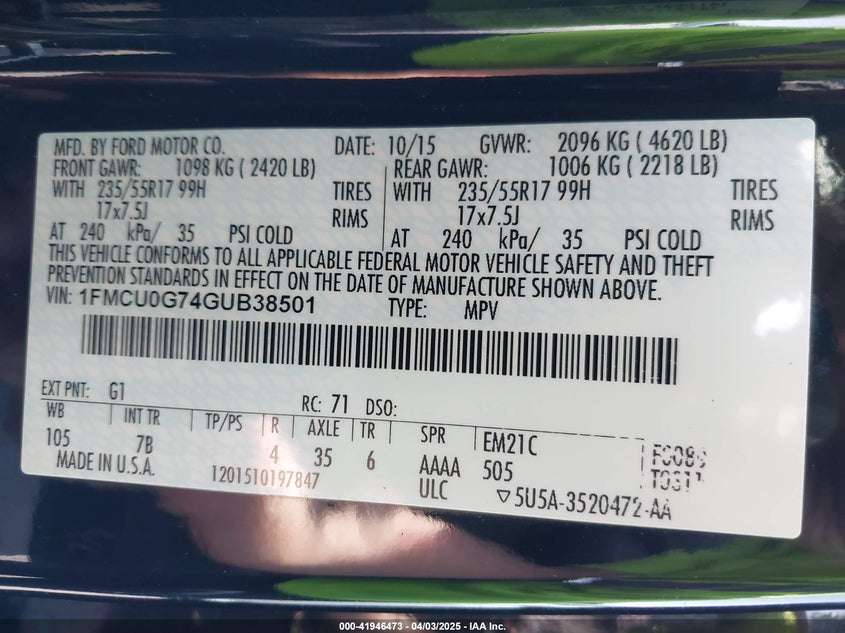 MFD. BY FORD MOTOR CO. DATE: 10/15 GVWR: 2096 KG ( 4620 LB)
FRONT GAWR: 1098 KG ( 2420 LB) REAR GAWR: 1006 KG ( 2218 LB)
WITH 235/55R17 99H TIRES WITH 235/55R17 99H TIRES
17x7.5J RIMS 17x7.5J RIMS
AT 240 kPa/ 35 PSI COLD AT 240 kPa/ 35 PSI COLD
THIS VEHICLE CONFORMS TO ALL APPLICABLE FEDERAL MOTOR VEHICLE SAFETY AND THEFT
PREVENTION STANDARDS IN EFFECT ON THE DATE OF MANUFACTURE SHOWN ABOVE.
VIN: 1FMCU0G74GUB38501 TYPE: MPV
EXT PNT: G1 RC: 71 DSO:
WB INT TR TP/PS R AXLE TR SPR EM21C
105 7B 4 35 6 AAAA 505
MADE IN U.S.A. 1201510197847 ULC ▽5U5A-3520472-AA
000-41946473 - 04/03/2025 - IAA Inc.